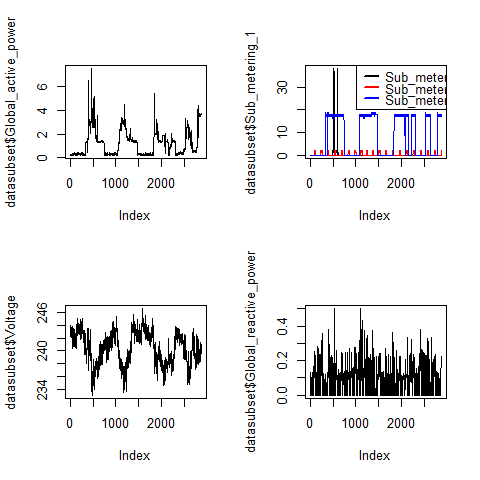 datasubset$Global_active_power
0 2 4 6
0 1000 2000
Index
datasubset$Sub_metering_1
0 10 30
Sub_meter
Sub_meter
Sub_meter
0 1000 2000
Index
datasubset$Voltage
234 240 246
0 1000 2000
Index
datasubset$Global_reactive_power
0.0 0.2 0.4
0 1000 2000
Index